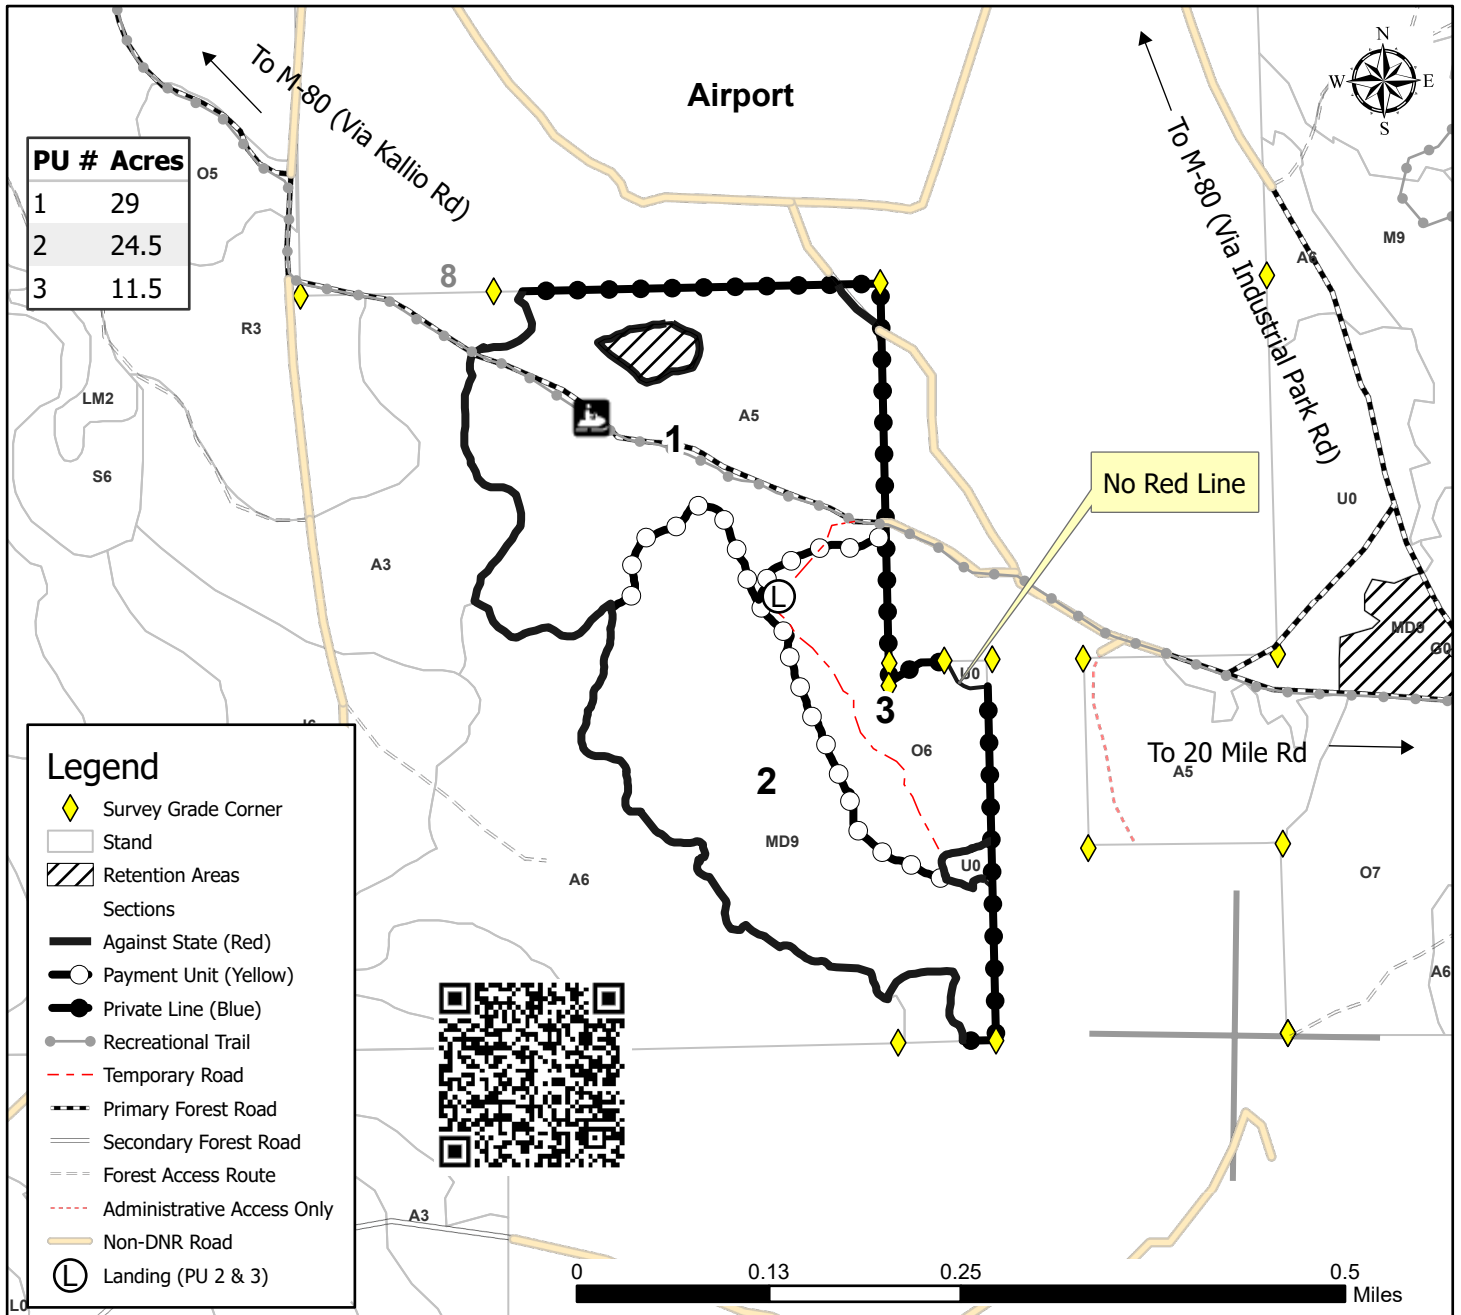 N
W E
S
Airport
To M-80 (Via Kallio Rd)
To M-80 (Via Industrial Park Rd)
PU # Acres
1 29
2 24.5
3 11.5
O5
8
R3
LM2
S6
A3
A5
1
M9
A6
U0
No Red Line
MD9
G0
U0
3
O6
2
MD9
U0
A6
To 20 Mile Rd
A5
O7
A6
A3
L0
Legend
Survey Grade Corner
Stand
Retention Areas
Sections
Against State (Red)
Payment Unit (Yellow)
Private Line (Blue)
Recreational Trail
Temporary Road
Primary Forest Road
Secondary Forest Road
Forest Access Route
Administrative Access Only
Non-DNR Road
L Landing (PU 2 & 3)
L
0 0.13 0.25 0.5
Miles